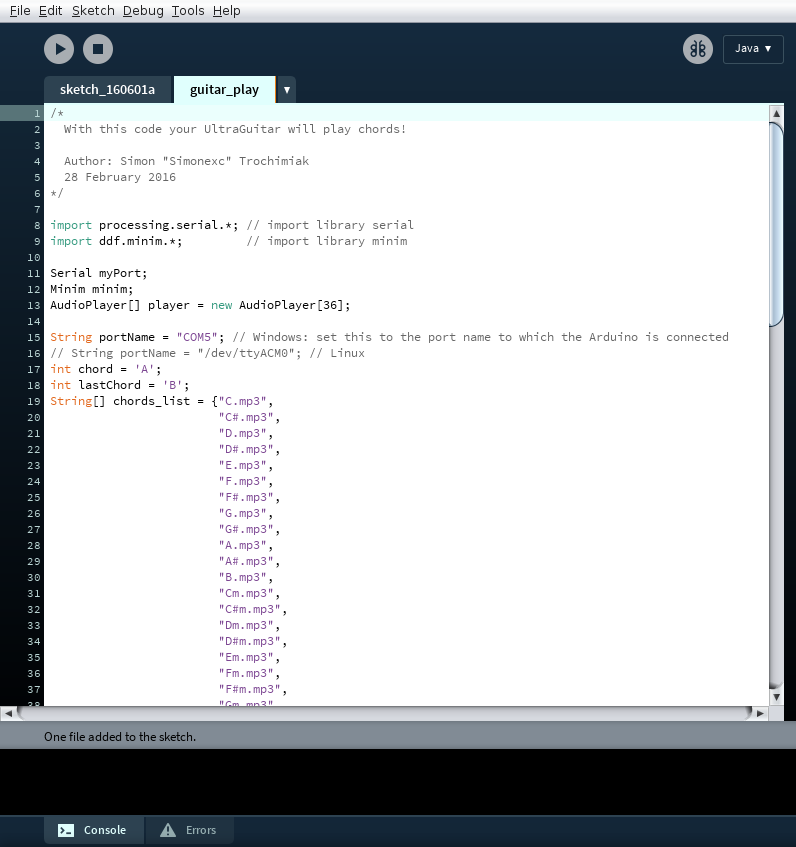 File Edit Sketch Debug Tools Help
Java ▾
sketch_160601a guitar_play ▾
1 /*
2 With this code your UltraGuitar will play chords!
3
4 Author: Simon "Simonexc" Trochimiak
5 28 February 2016
6 */
7
8 import processing.serial.*; // import library serial
9 import ddf.minim.*; // import library minim
10
11 Serial myPort;
12 Minim minim;
13 AudioPlayer[] player = new AudioPlayer[36];
14
15 String portName = "COM5"; // Windows: set this to the port name to which the Arduino is connected
16 // String portName = "/dev/ttyACM0"; // Linux
17 int chord = 'A';
18 int lastChord = 'B';
19 String[] chords_list = {"C.mp3",
20 "C#.mp3",
21 "D.mp3",
22 "D#.mp3",
23 "E.mp3",
24 "F.mp3",
25 "F#.mp3",
26 "G.mp3",
27 "G#.mp3",
28 "A.mp3",
29 "A#.mp3",
30 "B.mp3",
31 "Cm.mp3",
32 "C#m.mp3",
33 "Dm.mp3",
34 "D#m.mp3",
35 "Em.mp3",
36 "Fm.mp3",
37 "F#m.mp3",
38 "Gm.mp3",
One file added to the sketch.
Console Errors